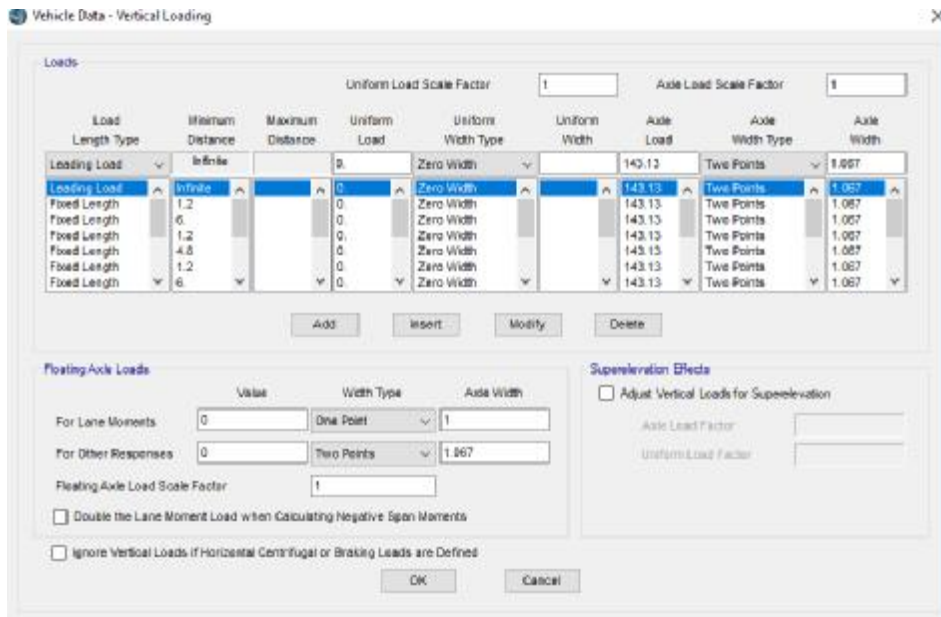 Vehicle Data - Vertical Loading
Loads
Uniform Load Scale Factor 1 Axle Load Scale Factor 1
Load Length Type Minimum Distance Maximum Distance Uniform Load Uniform Width Type Uniform Width Axle Load Axle Width Type Axle Width
Leading Load Infinite 0. Zero Width 143.13 Two Points 1.067
Leading Load Infinite 0. Zero Width 143.13 Two Points 1.067
Fixed Length 1.2 0. Zero Width 143.13 Two Points 1.067
Fixed Length 6. 0. Zero Width 143.13 Two Points 1.067
Fixed Length 1.2 0. Zero Width 143.13 Two Points 1.067
Fixed Length 4.8 0. Zero Width 143.13 Two Points 1.067
Fixed Length 1.2 0. Zero Width 143.13 Two Points 1.067
Fixed Length 6. 0. Zero Width 143.13 Two Points 1.067
Add Insert Modify Delete
Floating Axle Loads
Value Width Type Axle Width
For Lane Moments 0 One Point 1
For Other Responses 0 Two Points 1.067
Floating Axle Load Scale Factor 1
Double the Lane Moment Load when Calculating Negative Span Moments
Superelevation Effects
Adjust Vertical Loads for Superelevation
Axle Load Factor
Uniform Load Factor
Ignore Vertical Loads if Horizontal Centrifugal or Braking Loads are Defined
OK Cancel